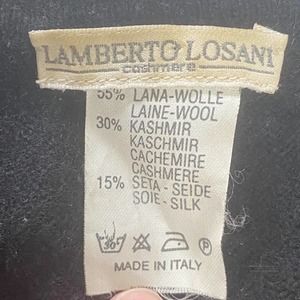 LAMBERTO LOSANI
cashmere
55% LANA-WOLLE
LAINE-WOOL
30% KASHMIR
KASCHMIR
CACHEMIRE
CASHMERE
15% SETA - SEIDE
SOIE - SILK
30°
P
MADE IN ITALY